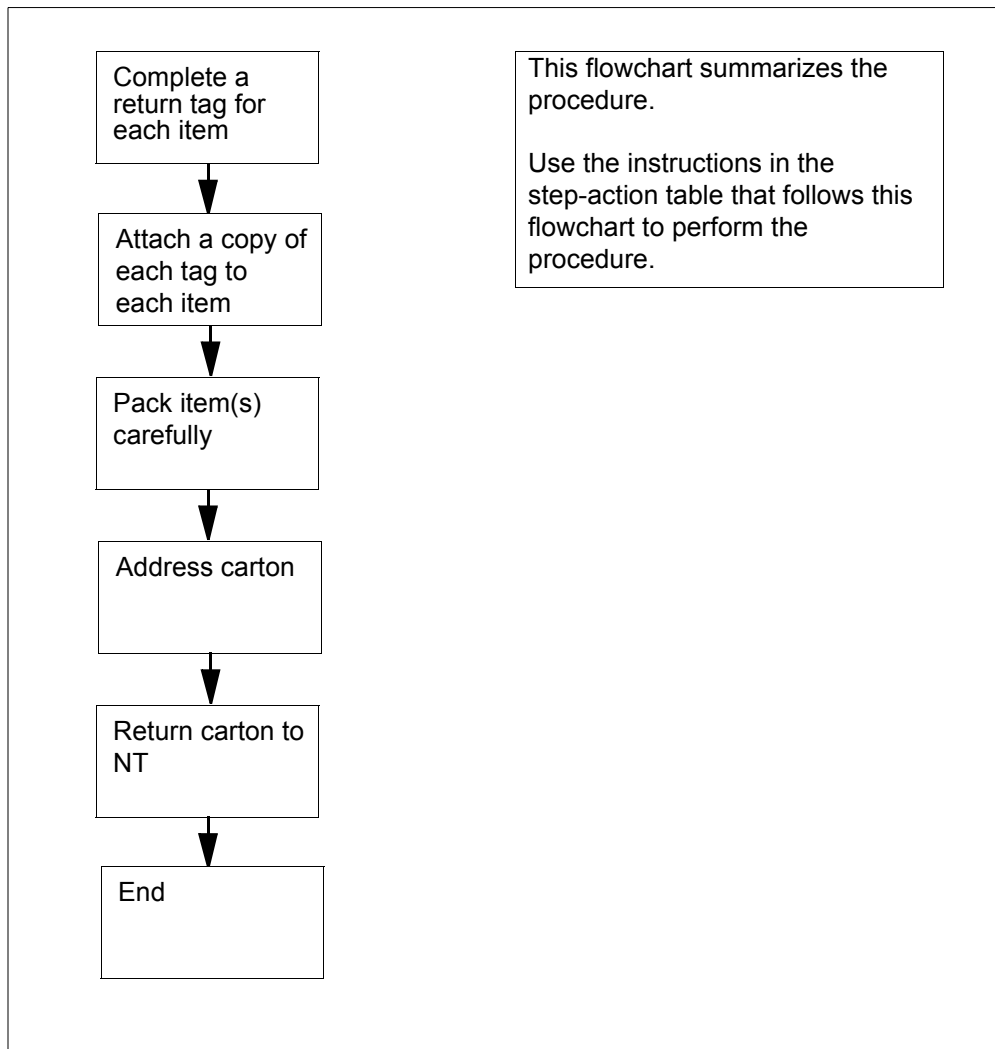 Complete a
return tag for
each item
Attach a copy of
each tag to
each item
Pack item(s)
carefully
Address carton
Return carton to
NT
End
This flowchart summarizes the
procedure.
Use the instructions in the
step-action table that follows this
flowchart to perform the
procedure.